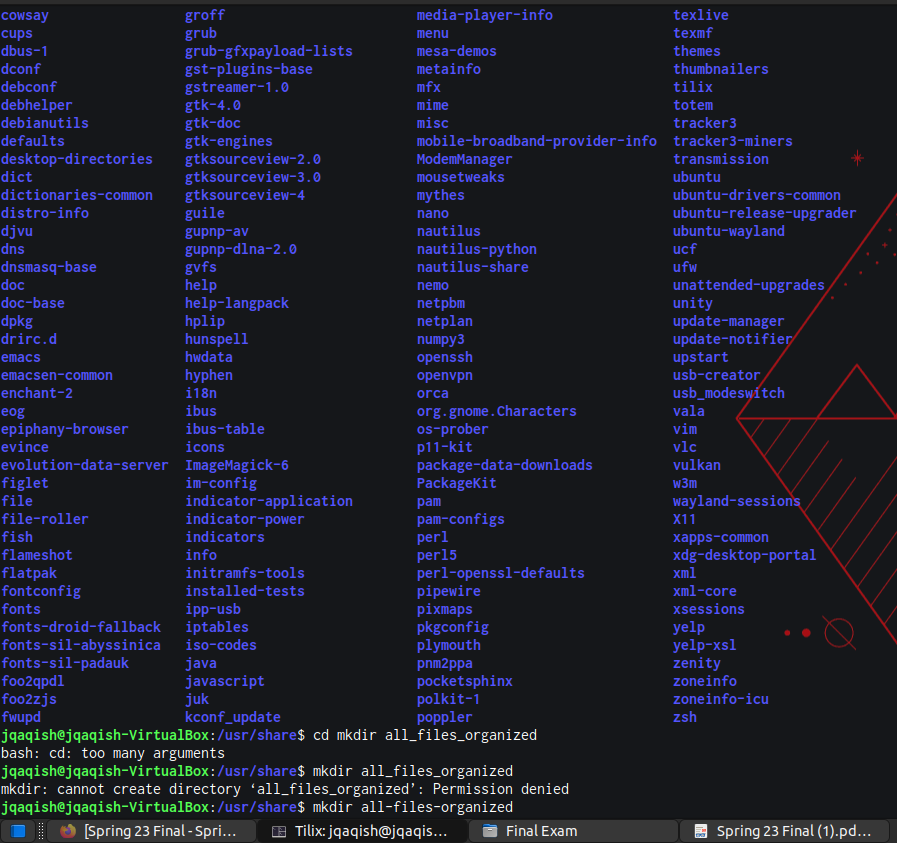 cowsay groff media-player-info texlive
cups grub menu texmf
dbus-1 grub-gfxpayload-lists mesa-demos themes
dconf gst-plugins-base metainfo thumbnailers
debconf gstreamer-1.0 mfx tilix
debhelper gtk-4.0 mime totem
debianutils gtk-doc misc tracker3
defaults gtk-engines mobile-broadband-provider-info tracker3-miners
desktop-directories gtksourceview-2.0 ModemManager transmission
dict gtksourceview-3.0 mousetweaks ubuntu
dictionaries-common gtksourceview-4 mythes ubuntu-drivers-common
distro-info guile nano ubuntu-release-upgrader
djvu gupnp-av nautilus ubuntu-wayland
dns gupnp-dlna-2.0 nautilus-python ucf
dnsmasq-base gvfs nautilus-share ufw
doc help nemo unattended-upgrades
doc-base help-langpack netpbm unity
dpkg hplip netplan update-manager
drirc.d hunspell numpy3 update-notifier
emacs hwdata openssh upstart
emacsen-common hyphen openvpn usb-creator
enchant-2 i18n orca usb_modeswitch
eog ibus org.gnome.Characters vala
epiphany-browser ibus-table os-prober vim
evince icons p11-kit vlc
evolution-data-server ImageMagick-6 package-data-downloads vulkan
figlet im-config PackageKit w3m
file indicator-application pam wayland-sessions
file-roller indicator-power pam-configs X11
fish indicators perl xapps-common
flameshot info perl5 xdg-desktop-portal
flatpak initramfs-tools perl-openssl-defaults xml
fontconfig installed-tests pipewire xml-core
fonts ipp-usb pixmaps xsessions
fonts-droid-fallback iptables pkgconfig yelp
fonts-sil-abyssinica iso-codes plymouth yelp-xsl
fonts-sil-padauk java pnm2ppa zenity
foo2qpdl javascript pocketsphinx zoneinfo
foo2zjs juk polkit-1 zoneinfo-icu
fwupd kconf_update poppler zsh
jqaqish@jqaqish-VirtualBox:/usr/share$ cd mkdir all_files_organized
bash: cd: too many arguments
jqaqish@jqaqish-VirtualBox:/usr/share$ mkdir all_files_organized
mkdir: cannot create directory ‘all_files_organized’: Permission denied
jqaqish@jqaqish-VirtualBox:/usr/share$ mkdir all-files-organized
[Spring 23 Final - Spri... Tilix: jqaqish@jqaqis... Final Exam Spring 23 Final (1).pd...